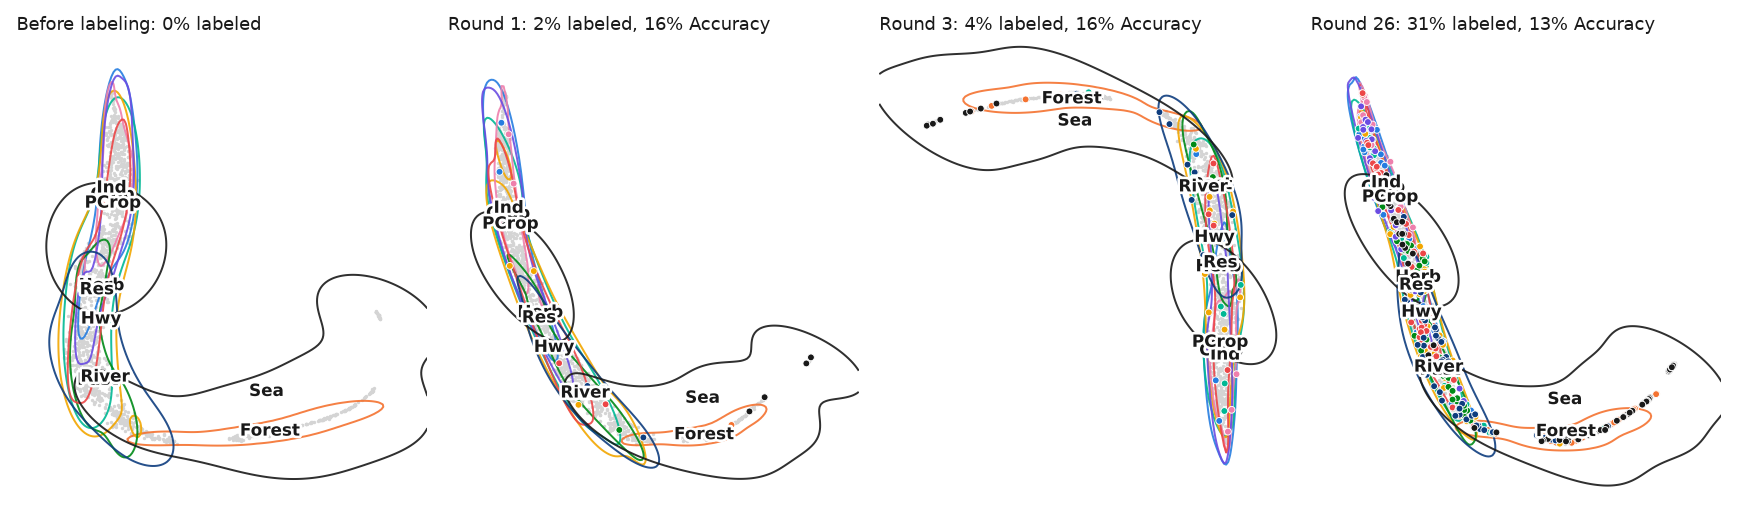 Before labeling: 0% labeled
Ind
PCrop
Res
Hwy
River
Sea
Forest
Round 1: 2% labeled, 16% Accuracy
Ind
PCrop
Res
Hwy
River
Sea
Forest
Round 3: 4% labeled, 16% Accuracy
Forest
Sea
River
Hwy
Res
PCrop
Ind
Round 26: 31% labeled, 13% Accuracy
Ind
PCrop
Herb
Res
Hwy
River
Sea
Forest